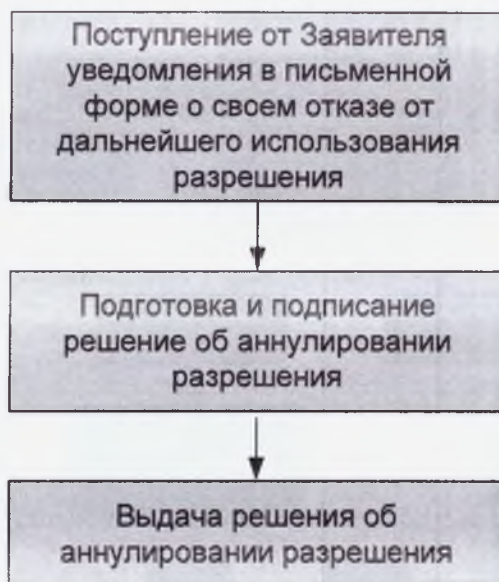 Поступление от Заявителя
уведомления в письменной
форме о своем отказе от
дальнейшего использования
разрешения
Подготовка и подписание
решение об аннулировании
разрешения
Выдача решения об
аннулировании разрешения